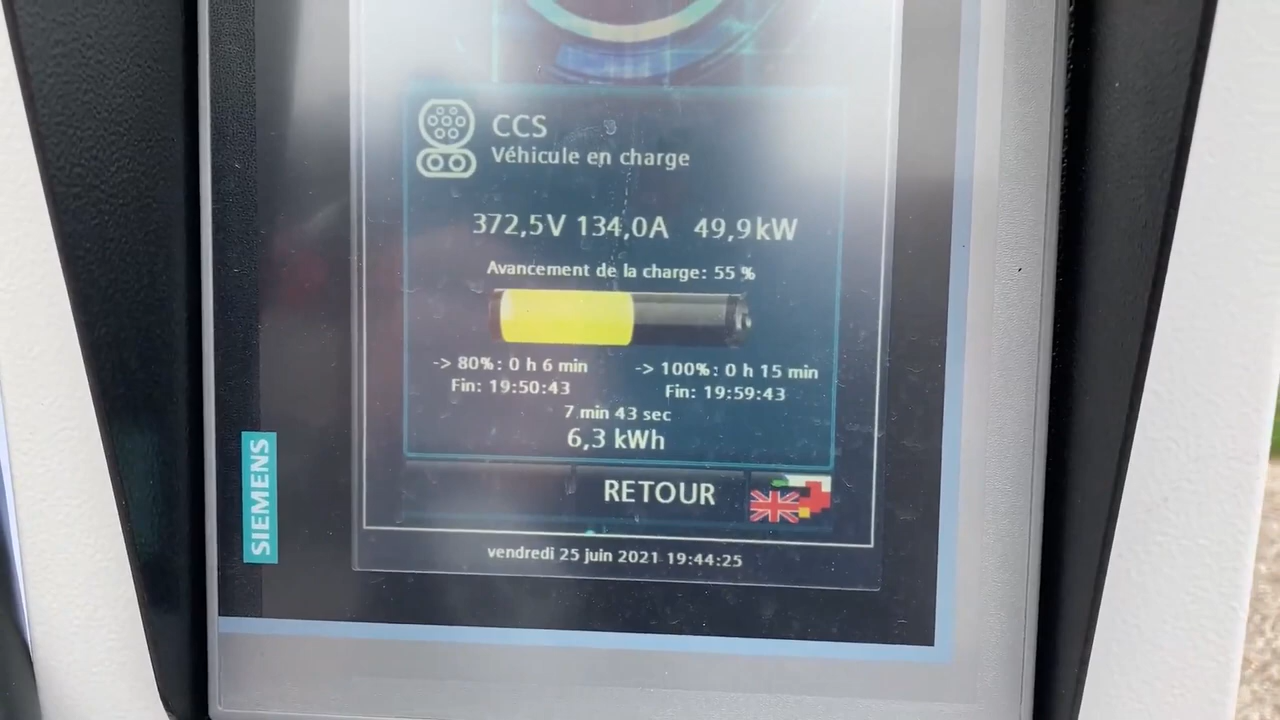 CCS
Véhicule en charge
372,5V 134,0A 49,9kW
Avancement de la charge: 55 %
-> 80%: 0 h 6 min -> 100%: 0 h 15 min
Fin: 19:50:43 Fin: 19:59:43
7 min 43 sec
6,3 kWh
RETOUR
vendredi 25 juin 2021 19:44:25
SIEMENS